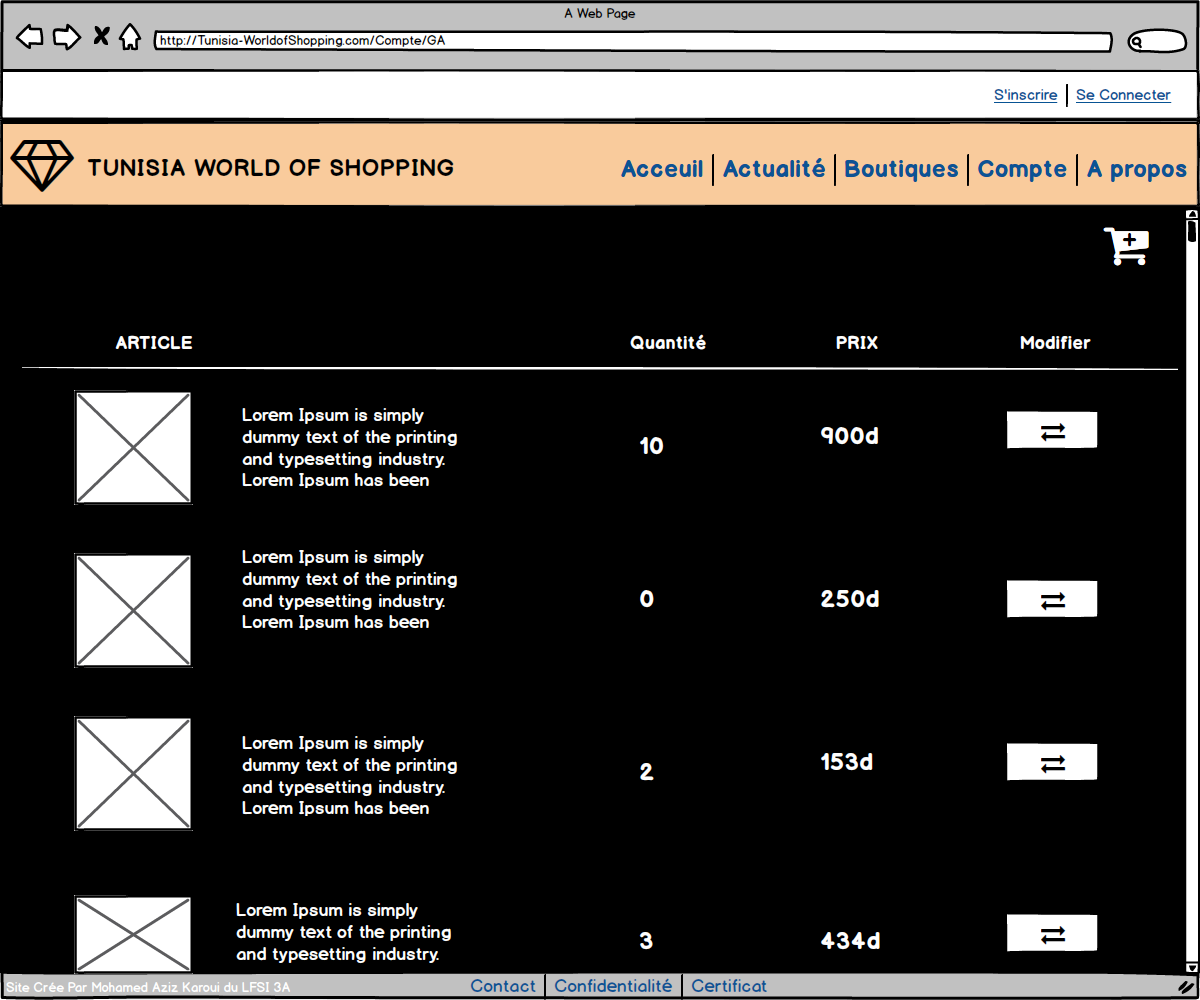 A Web Page
http://Tunisia-WorldofShopping.com/Compte/GA
S'inscrire Se Connecter
TUNISIA WORLD OF SHOPPING
Acceuil Actualité Boutiques Compte A propos
ARTICLE Quantité PRIX Modifier
Lorem Ipsum is simply
dummy text of the printing
and typesetting industry.
Lorem Ipsum has been
10 900d
Lorem Ipsum is simply
dummy text of the printing
and typesetting industry.
Lorem Ipsum has been
0 250d
Lorem Ipsum is simply
dummy text of the printing
and typesetting industry.
Lorem Ipsum has been
2 153d
Lorem Ipsum is simply
dummy text of the printing
and typesetting industry.
3 434d
Site Crée Par Mohamed Aziz Karoui du LFSI 3A
Contact Confidentialité Certificat